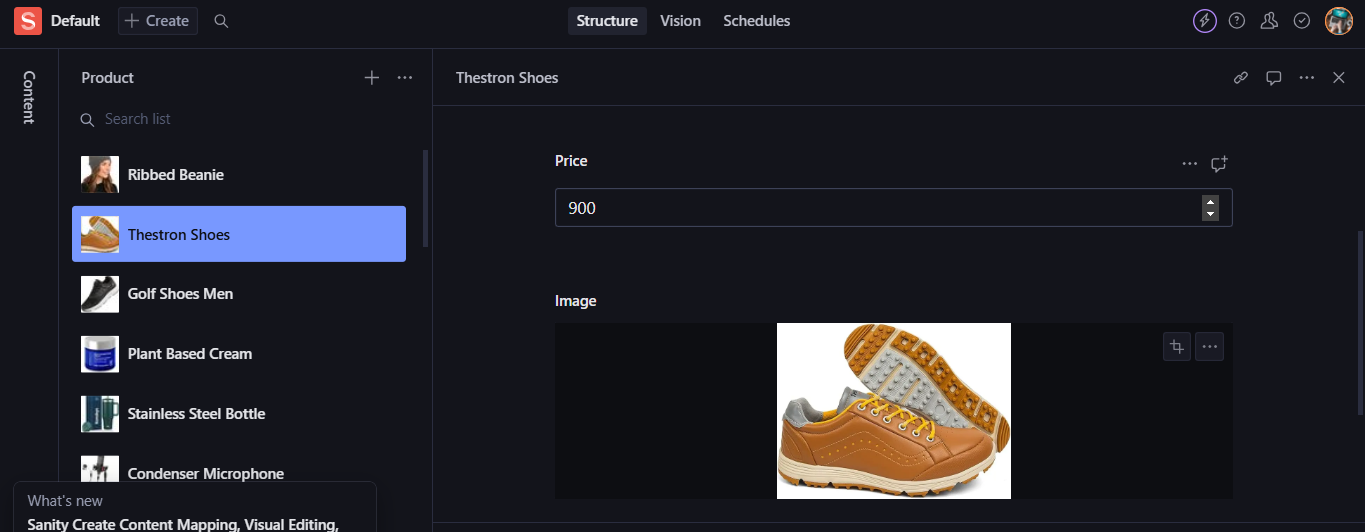 S Default
Create
Structure
Vision
Schedules
Content
Product
Search list
Ribbed Beanie
Thestron Shoes
Golf Shoes Men
Plant Based Cream
Stainless Steel Bottle
Condenser Microphone
What's new
Sanity Create Content Mapping, Visual Editing,
Thestron Shoes
Price
900
Image